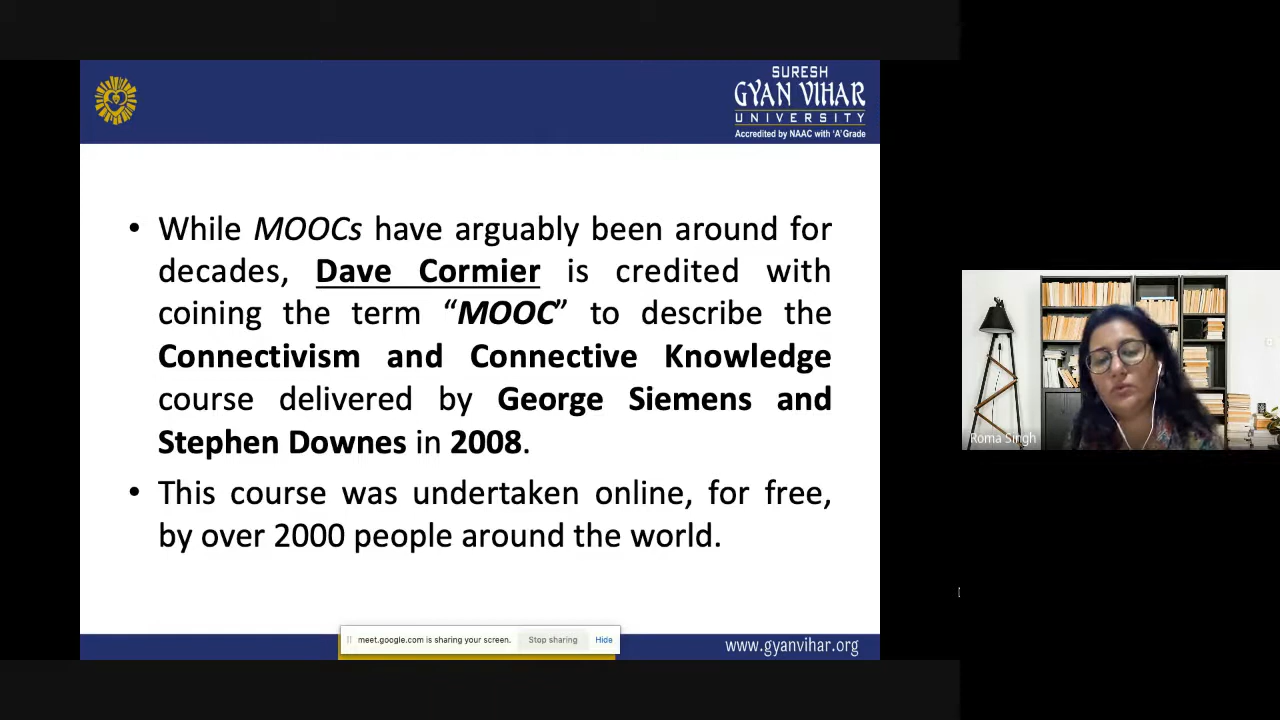 SURESH
GYAN VIHAR
UNIVERSITY
Accredited by NAAC with 'A' Grade
• While MOOCs have arguably been around for
decades, Dave Cormier is credited with
coining the term “MOOC” to describe the
Connectivism and Connective Knowledge
course delivered by George Siemens and
Stephen Downes in 2008.
• This course was undertaken online, for free,
by over 2000 people around the world.
Roma Singh
meet.google.com is sharing your screen. Stop sharing Hide
www.gyanvihar.org